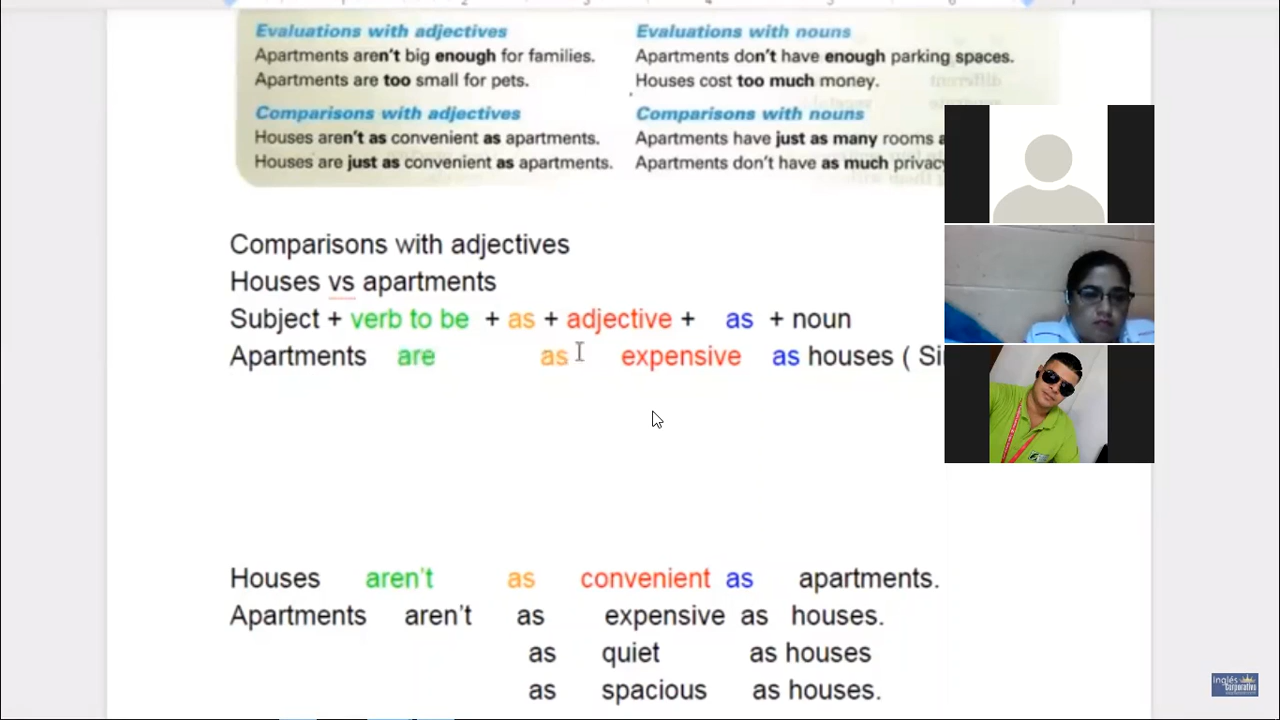 Evaluations with adjectives
Apartments aren't big enough for families.
Apartments are too small for pets.
Evaluations with nouns
Apartments don't have enough parking spaces.
Houses cost too much money.
Comparisons with adjectives
Houses aren't as convenient as apartments.
Houses are just as convenient as apartments.
Comparisons with nouns
Apartments have just as many rooms
Apartments don't have as much privacy
Comparisons with adjectives
Houses vs apartments
Subject + verb to be + as + adjective + as + noun
Apartments are as expensive as houses (
Houses aren't as convenient as apartments.
Apartments aren't as expensive as houses.
as quiet as houses
as spacious as houses.
Inglés
Corporativo